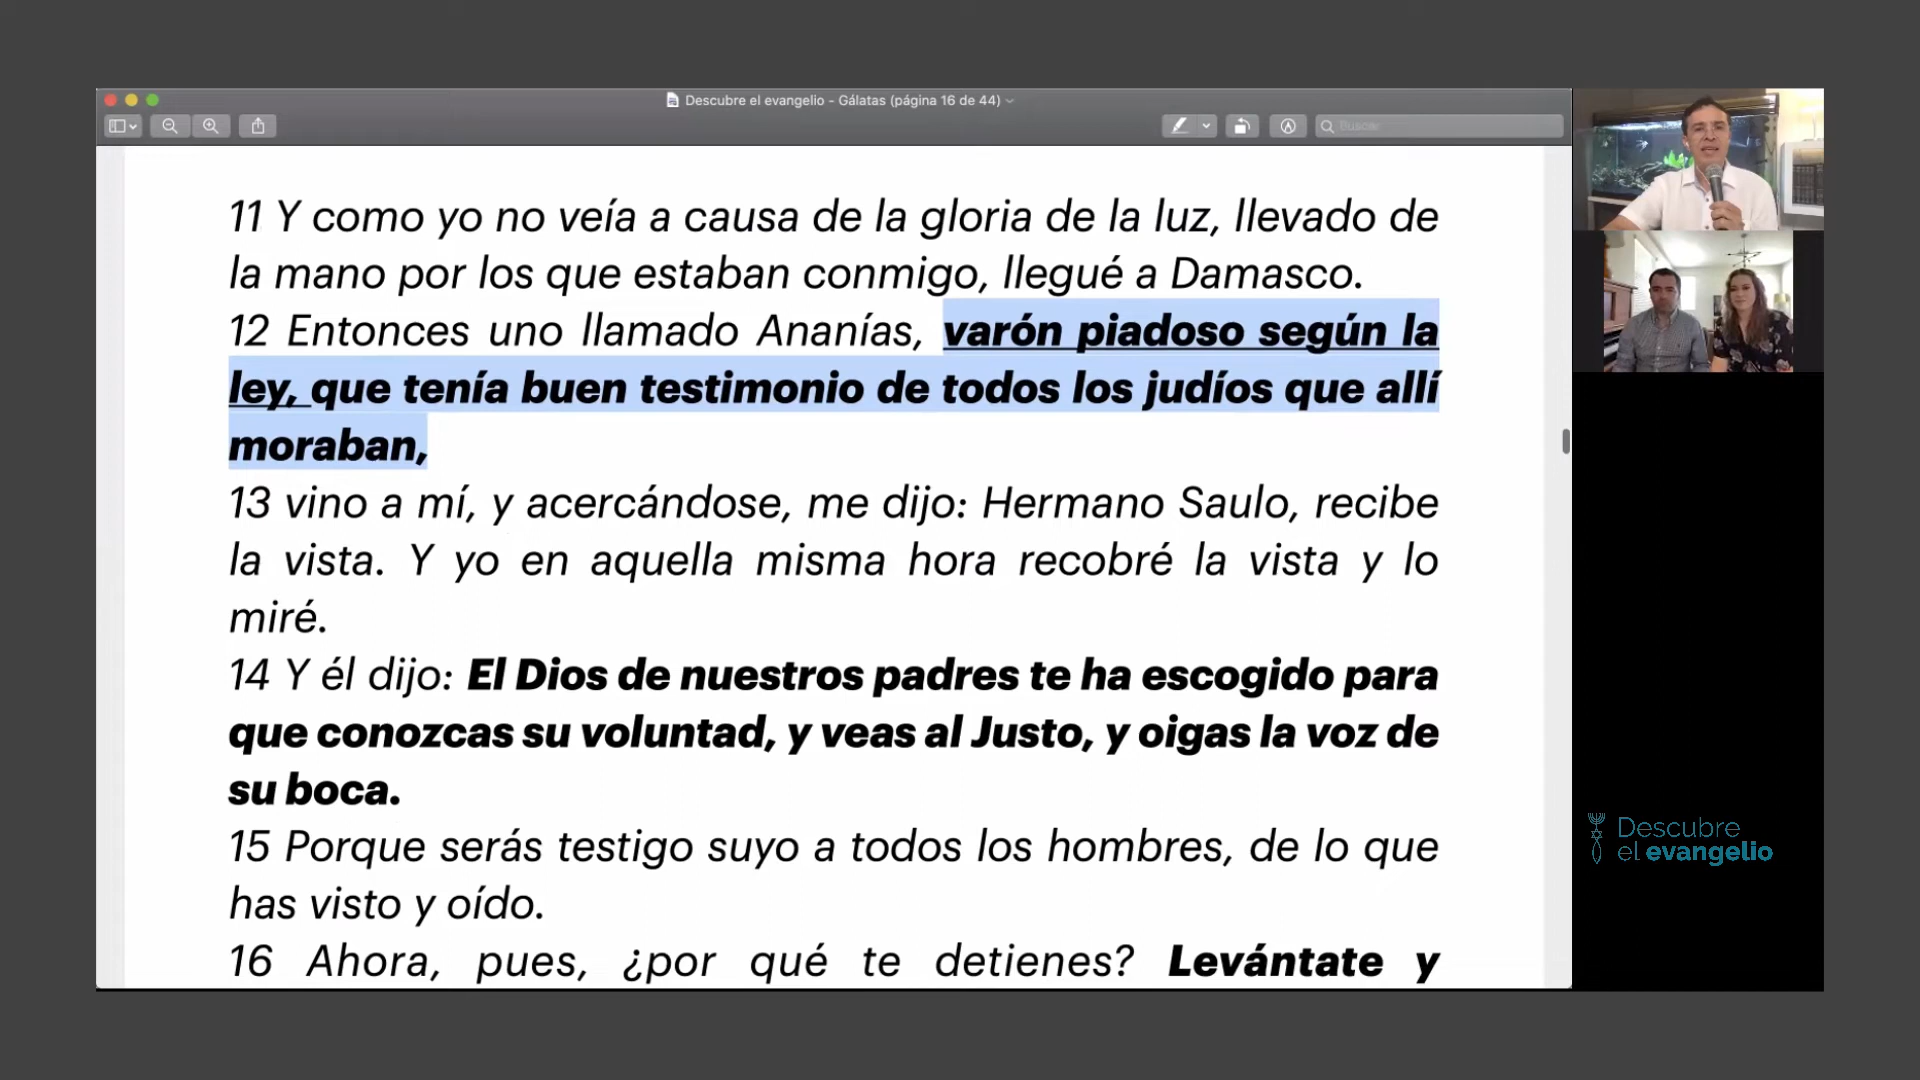 Descubre el evangelio - Gálatas (página 16 de 44)
Buscar
11 Y como yo no veía a causa de la gloria de la luz, llevado de
la mano por los que estaban conmigo, llegué a Damasco.
12 Entonces uno llamado Ananías, varón piadoso según la
ley, que tenía buen testimonio de todos los judíos que allí
moraban,
13 vino a mí, y acercándose, me dijo: Hermano Saulo, recibe
la vista. Y yo en aquella misma hora recobré la vista y lo
miré.
14 Y él dijo: El Dios de nuestros padres te ha escogido para
que conozcas su voluntad, y veas al Justo, y oigas la voz de
su boca.
15 Porque serás testigo suyo a todos los hombres, de lo que
has visto y oído.
16 Ahora, pues, ¿por qué te detienes? Levántate y
Descubre
el evangelio